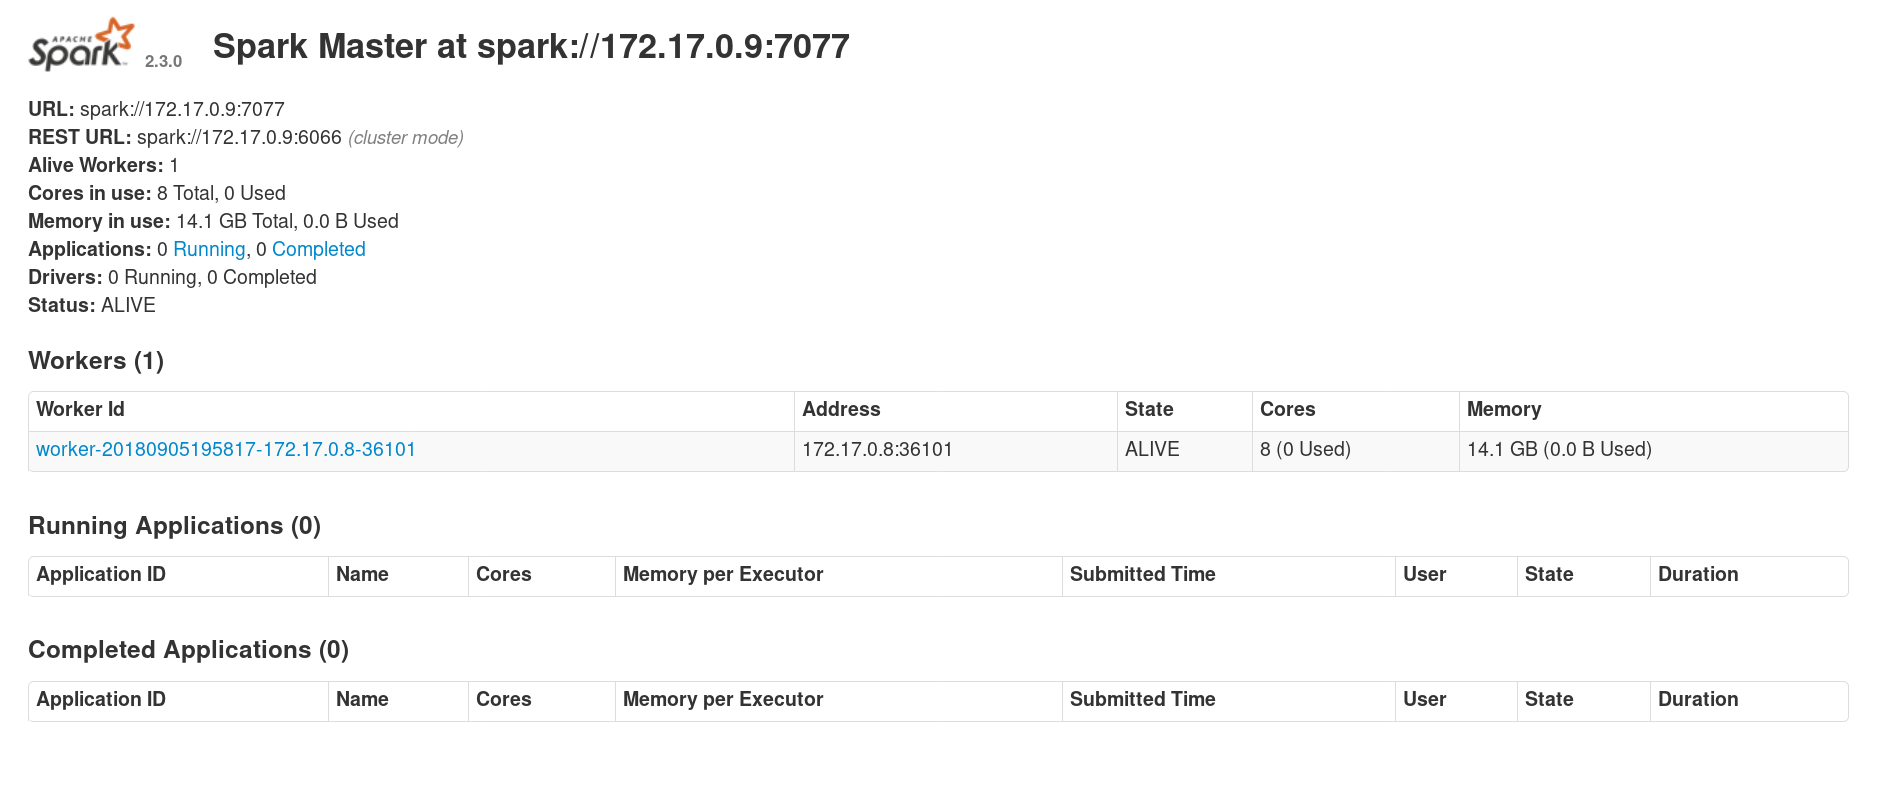 APACHE
Spark™ 2.3.0 Spark Master at spark://172.17.0.9:7077
URL: spark://172.17.0.9:7077
REST URL: spark://172.17.0.9:6066 (cluster mode)
Alive Workers: 1
Cores in use: 8 Total, 0 Used
Memory in use: 14.1 GB Total, 0.0 B Used
Applications: 0 Running, 0 Completed
Drivers: 0 Running, 0 Completed
Status: ALIVE
Workers (1)
Worker Id Address State Cores Memory
worker-20180905195817-172.17.0.8-36101 172.17.0.8:36101 ALIVE 8 (0 Used) 14.1 GB (0.0 B Used)
Running Applications (0)
Application ID Name Cores Memory per Executor Submitted Time User State Duration
Completed Applications (0)
Application ID Name Cores Memory per Executor Submitted Time User State Duration